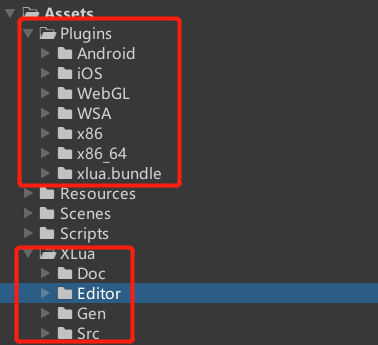 Assets
Plugins
Android
iOS
WebGL
WSA
x86
x86_64
xlua.bundle
Resources
Scenes
Scripts
XLua
Doc
Editor
Gen
Src